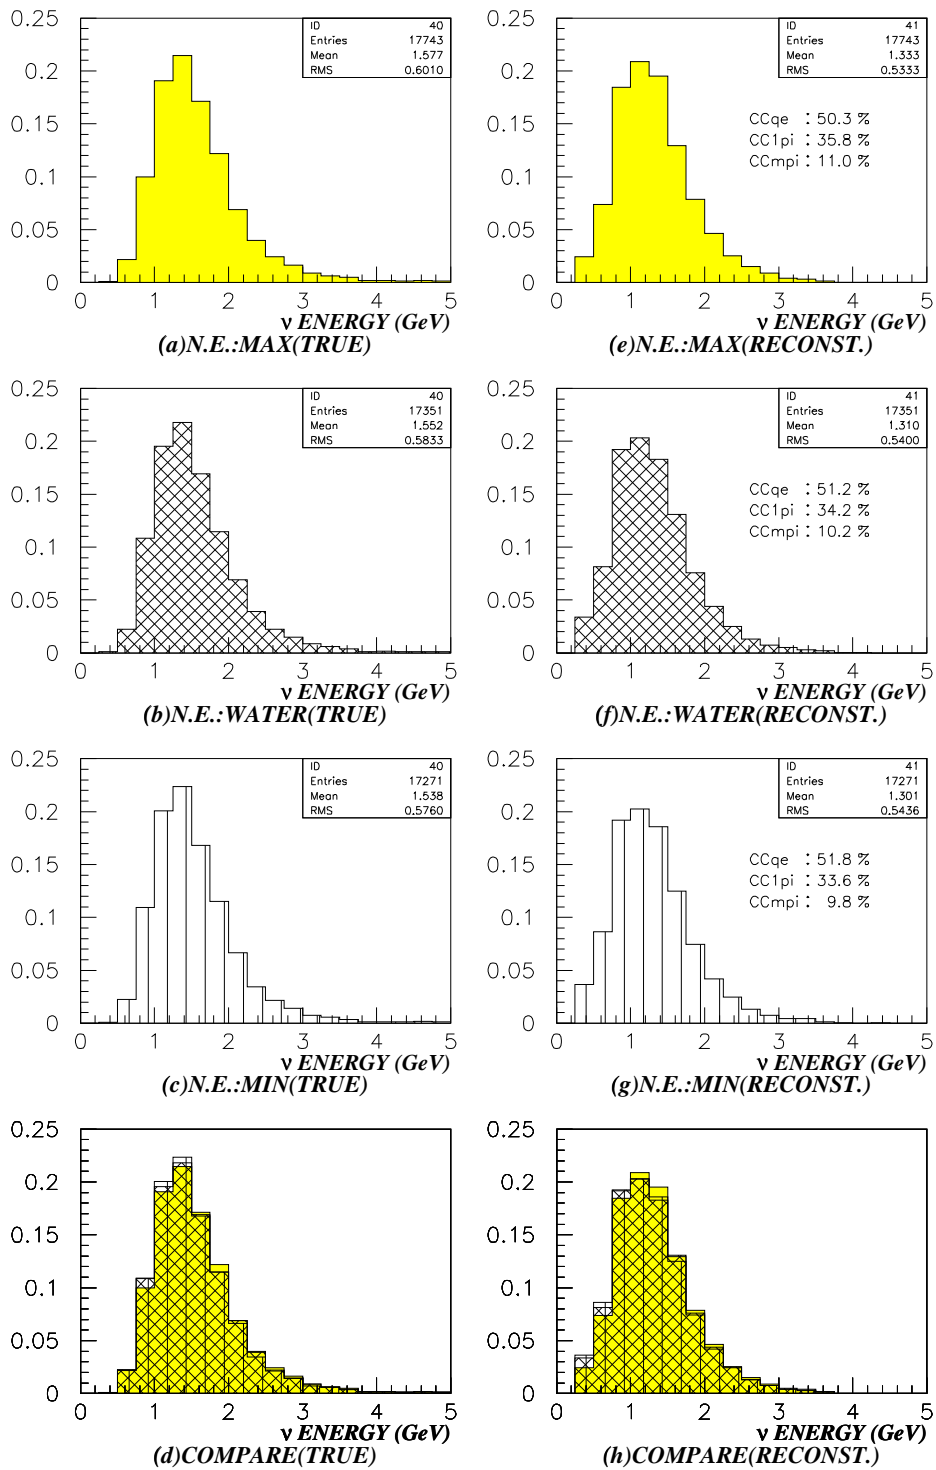 0.25
0.2
0.15
0.1
0.05
0
0 1 2 3 4 5
ID 40
Entries 17743
Mean 1.577
RMS 0.6010
ν ENERGY (GeV)
(a)N.E.:MAX(TRUE)
0.25
0.2
0.15
0.1
0.05
0
0 1 2 3 4 5
ID 41
Entries 17743
Mean 1.333
RMS 0.5333
CCqe : 50.3 %
CC1pi : 35.8 %
CCmpi : 11.0 %
ν ENERGY (GeV)
(e)N.E.:MAX(RECONST.)
0.25
0.2
0.15
0.1
0.05
0
0 1 2 3 4 5
ID 40
Entries 17351
Mean 1.552
RMS 0.5833
ν ENERGY (GeV)
(b)N.E.:WATER(TRUE)
0.25
0.2
0.15
0.1
0.05
0
0 1 2 3 4 5
ID 41
Entries 17351
Mean 1.310
RMS 0.5400
CCqe : 51.2 %
CC1pi : 34.2 %
CCmpi : 10.2 %
ν ENERGY (GeV)
(f)N.E.:WATER(RECONST.)
0.25
0.2
0.15
0.1
0.05
0
0 1 2 3 4 5
ID 40
Entries 17271
Mean 1.538
RMS 0.5760
ν ENERGY (GeV)
(c)N.E.:MIN(TRUE)
0.25
0.2
0.15
0.1
0.05
0
0 1 2 3 4 5
ID 41
Entries 17271
Mean 1.301
RMS 0.5436
CCqe : 51.8 %
CC1pi : 33.6 %
CCmpi : 9.8 %
ν ENERGY (GeV)
(g)N.E.:MIN(RECONST.)
0.25
0.2
0.15
0.1
0.05
0
0 1 2 3 4 5
ν ENERGY (GeV)
(d)COMPARE(TRUE)
0.25
0.2
0.15
0.1
0.05
0
0 1 2 3 4 5
ν ENERGY (GeV)
(h)COMPARE(RECONST.)